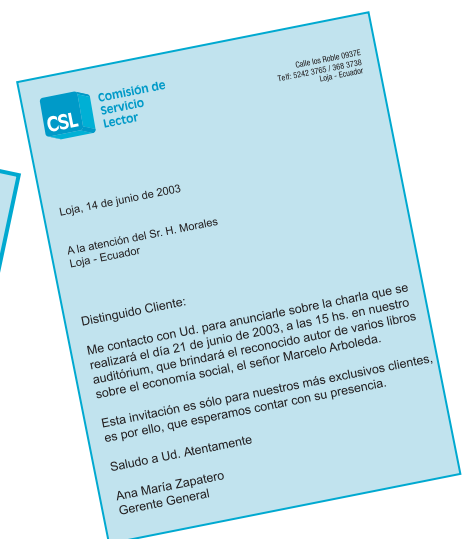 CSL
Comisión de
Servicio
Lector
Calle los Roble 0937E
Telf: 5242 3765 / 368 3738
Loja - Ecuador
Loja, 14 de junio de 2003
A la atención del Sr. H. Morales
Loja - Ecuador
Distinguido Cliente:
Me contacto con Ud. para anunciarle sobre la charla que se
realizará el día 21 de junio de 2003, a las 15 hs. en nuestro
auditórium, que brindará el reconocido autor de varios libros
sobre el economía social, el señor Marcelo Arboleda.
Esta invitación es sólo para nuestros más exclusivos clientes,
es por ello, que esperamos contar con su presencia.
Saludo a Ud. Atentamente
Ana María Zapatero
Gerente General